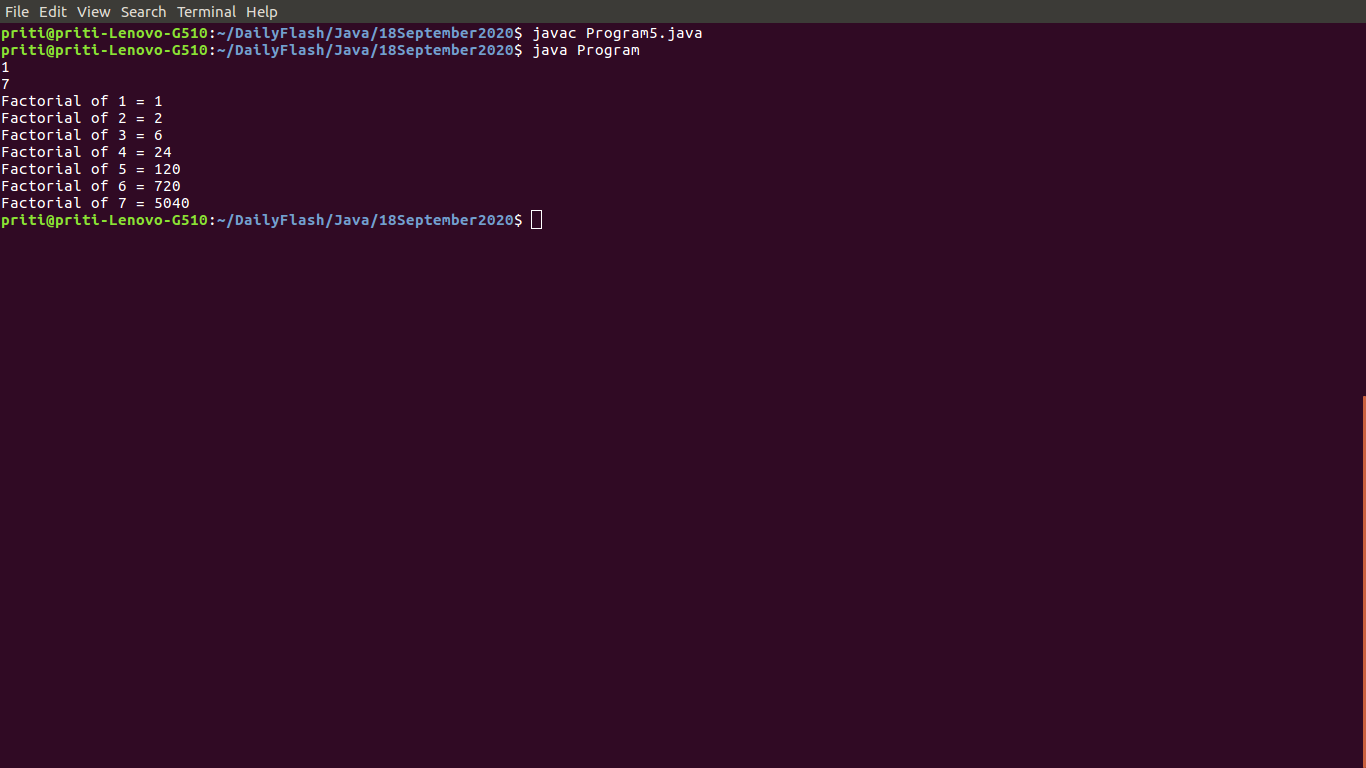 File Edit View Search Terminal Help
priti@priti-Lenovo-G510:~/DailyFlash/Java/18September2020$ javac Program5.java
priti@priti-Lenovo-G510:~/DailyFlash/Java/18September2020$ java Program
1
7
Factorial of 1 = 1
Factorial of 2 = 2
Factorial of 3 = 6
Factorial of 4 = 24
Factorial of 5 = 120
Factorial of 6 = 720
Factorial of 7 = 5040
priti@priti-Lenovo-G510:~/DailyFlash/Java/18September2020$